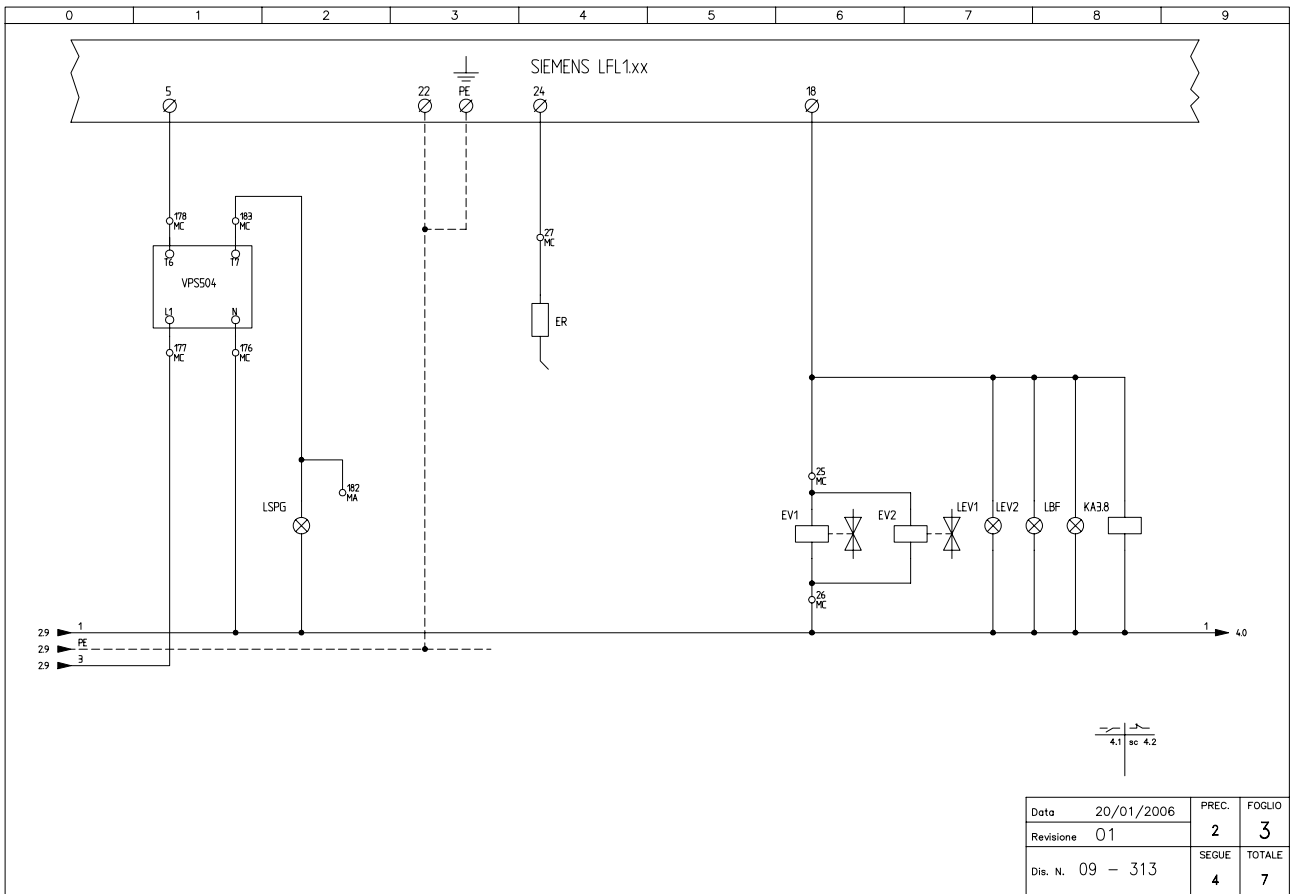 0 1 2 3 4 5 6 7 8 9
SIEMENS LFL1.xx
5 22 PE 24 18
178
MC
183
MC
T6 T7
VPS504
L1 N
177
MC
176
MC
27
MC
ER
182
MA
LSPG
25
MC
EV1 EV2 LEV1 LEV2 LBF KA3.8
26
MC
2.9 1 1 4.0
2.9 PE
2.9 3
4.1 sc 4.2
Data 20/01/2006 PREC. FOGLIO
Revisione 01 2 3
Dis. N. 09 - 313 SEGUE TOTALE
4 7